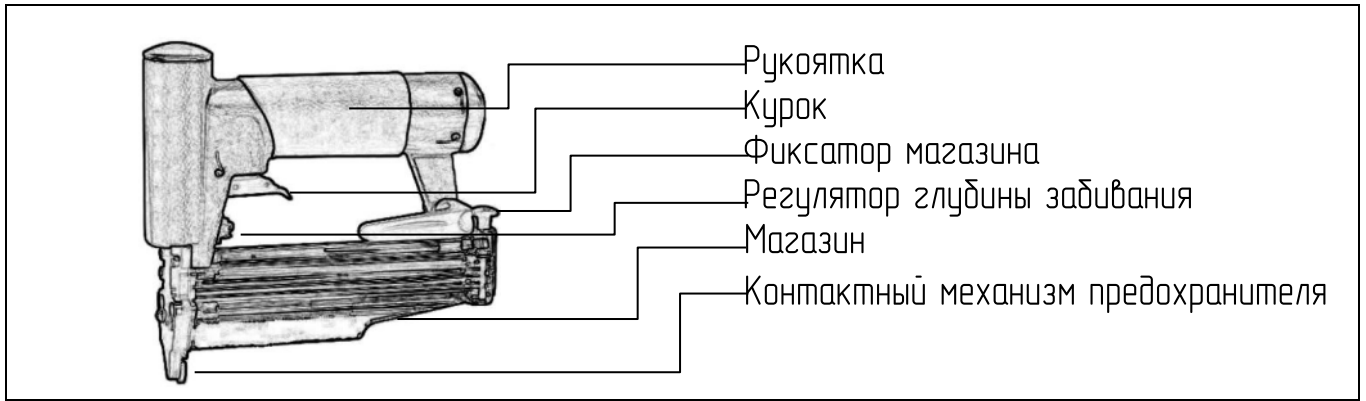 Рукоятка
Курок
Фиксатор магазина
Регулятор глубины забивания
Магазин
Контактный механизм предохранителя